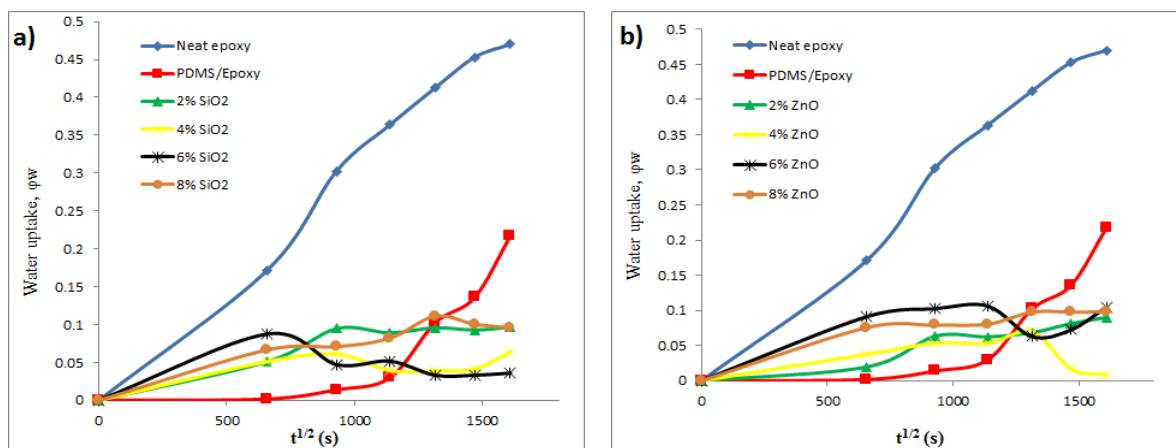 a)
0.5
0.45
0.4
0.35
0.3
0.25
0.2
0.15
0.1
0.05
0
Water uptake, φw
Neat epoxy
PDMS/Epoxy
2% SiO2
4% SiO2
6% SiO2
8% SiO2
0 500 1000 1500
t1/2 (s)
b)
0.5
0.45
0.4
0.35
0.3
0.25
0.2
0.15
0.1
0.05
0
Water uptake, φw
Neat epoxy
PDMS/Epoxy
2% ZnO
4% ZnO
6% ZnO
8% ZnO
0 500 1000 1500
t1/2 (s)